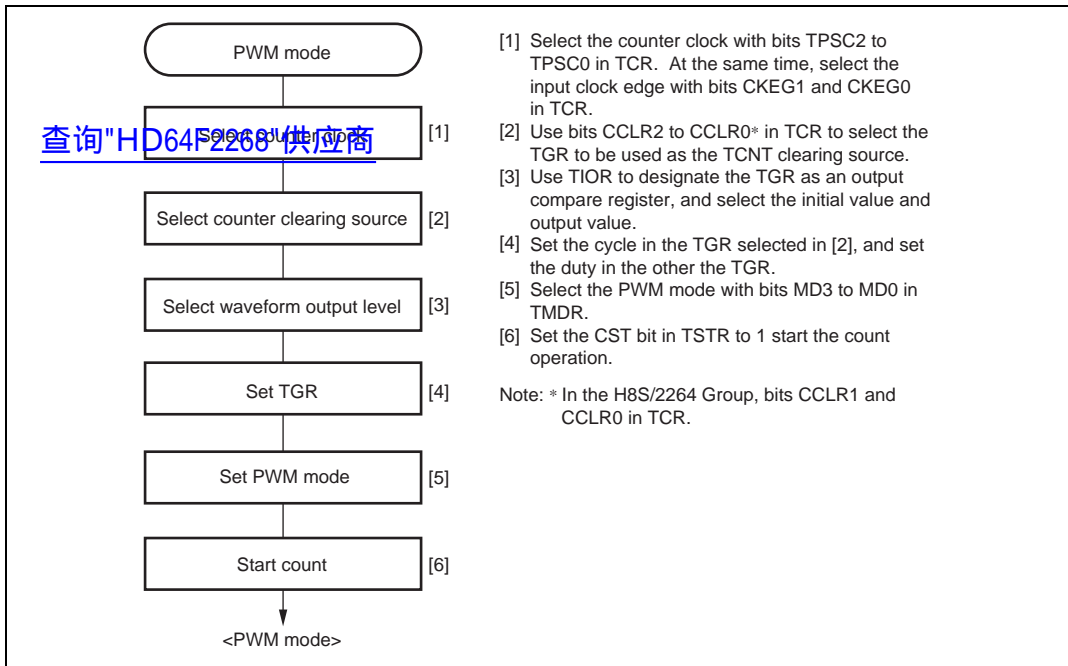 PWM mode
Select counter clock
[1]
查询"HD64F2268"供应商
Select counter clearing source
[2]
Select waveform output level
[3]
Set TGR
[4]
Set PWM mode
[5]
Start count
[6]
<PWM mode>
[1] Select the counter clock with bits TPSC2 to
TPSC0 in TCR. At the same time, select the
input clock edge with bits CKEG1 and CKEG0
in TCR.
[2] Use bits CCLR2 to CCLR0* in TCR to select the
TGR to be used as the TCNT clearing source.
[3] Use TIOR to designate the TGR as an output
compare register, and select the initial value and
output value.
[4] Set the cycle in the TGR selected in [2], and set
the duty in the other the TGR.
[5] Select the PWM mode with bits MD3 to MD0 in
TMDR.
[6] Set the CST bit in TSTR to 1 start the count
operation.
Note: * In the H8S/2264 Group, bits CCLR1 and
CCLR0 in TCR.